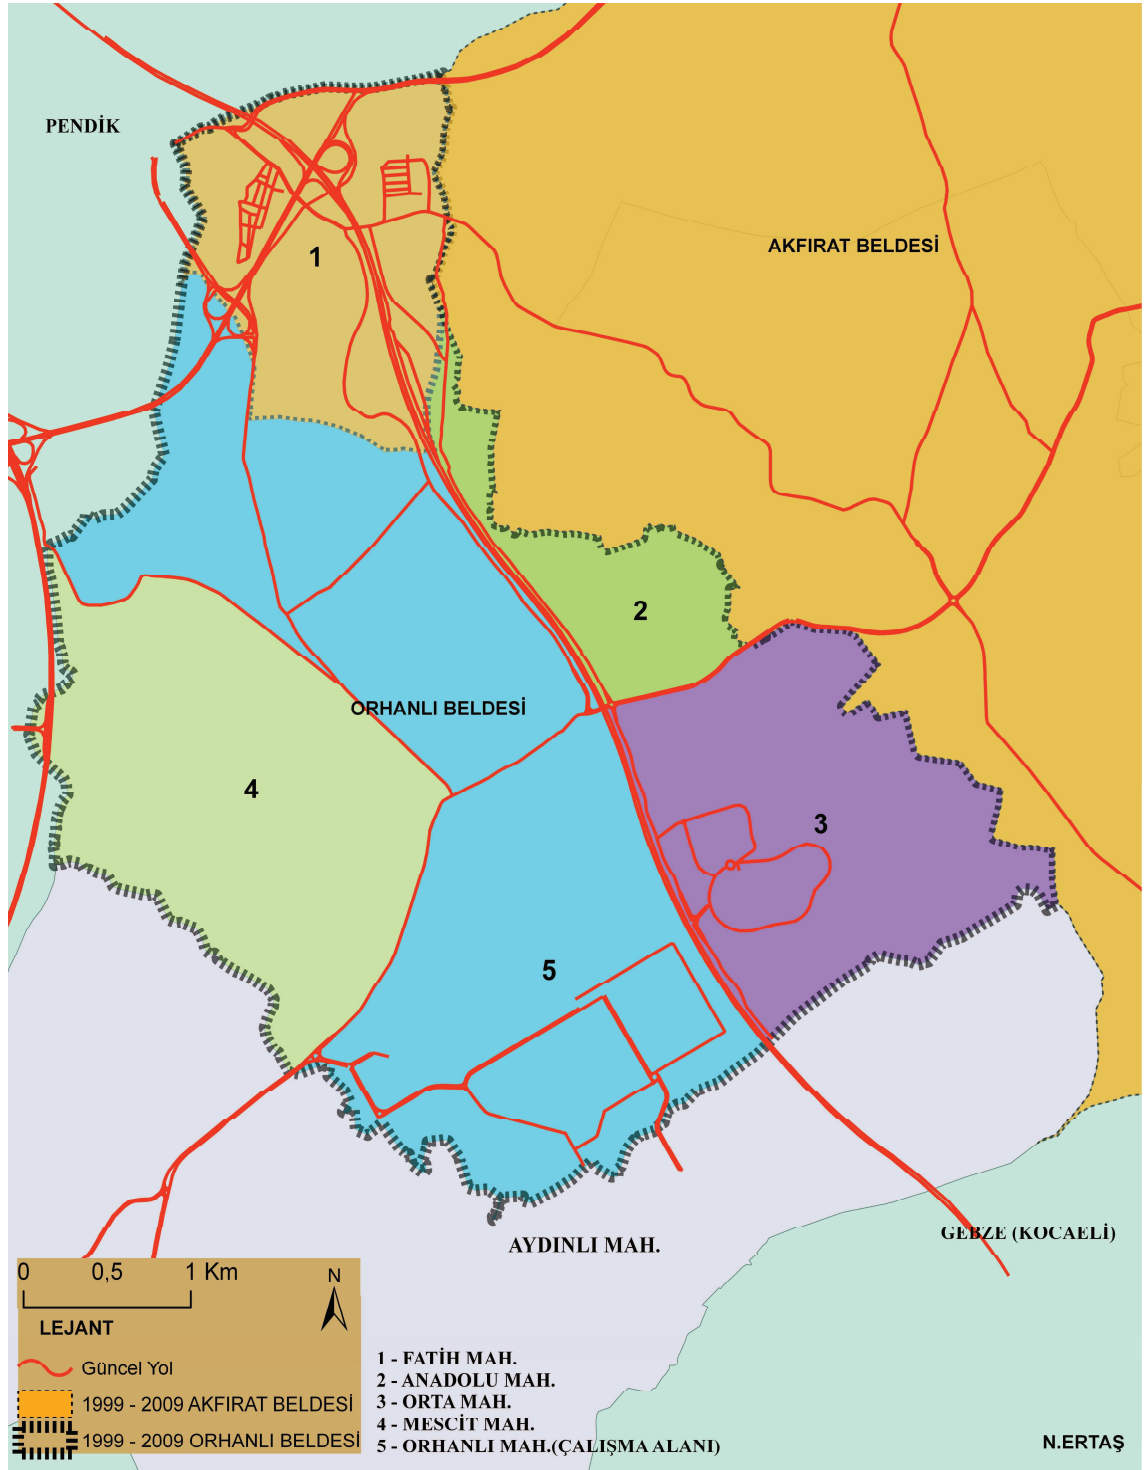 PENDİK
1
AKFIRAT BELDESİ
2
ORHANLI BELDESİ
4
3
5
GEBZE (KOCAELİ)
AYDINLI MAH.
0 0,5 1 Km
N
LEJANT
Güncel Yol
1999 - 2009 AKFIRAT BELDESİ
1999 - 2009 ORHANLI BELDESİ
1 - FATİH MAH.
2 - ANADOLU MAH.
3 - ORTA MAH.
4 - MESCİT MAH.
5 - ORHANLI MAH.(ÇALIŞMA ALANI)
N.ERTAŞ